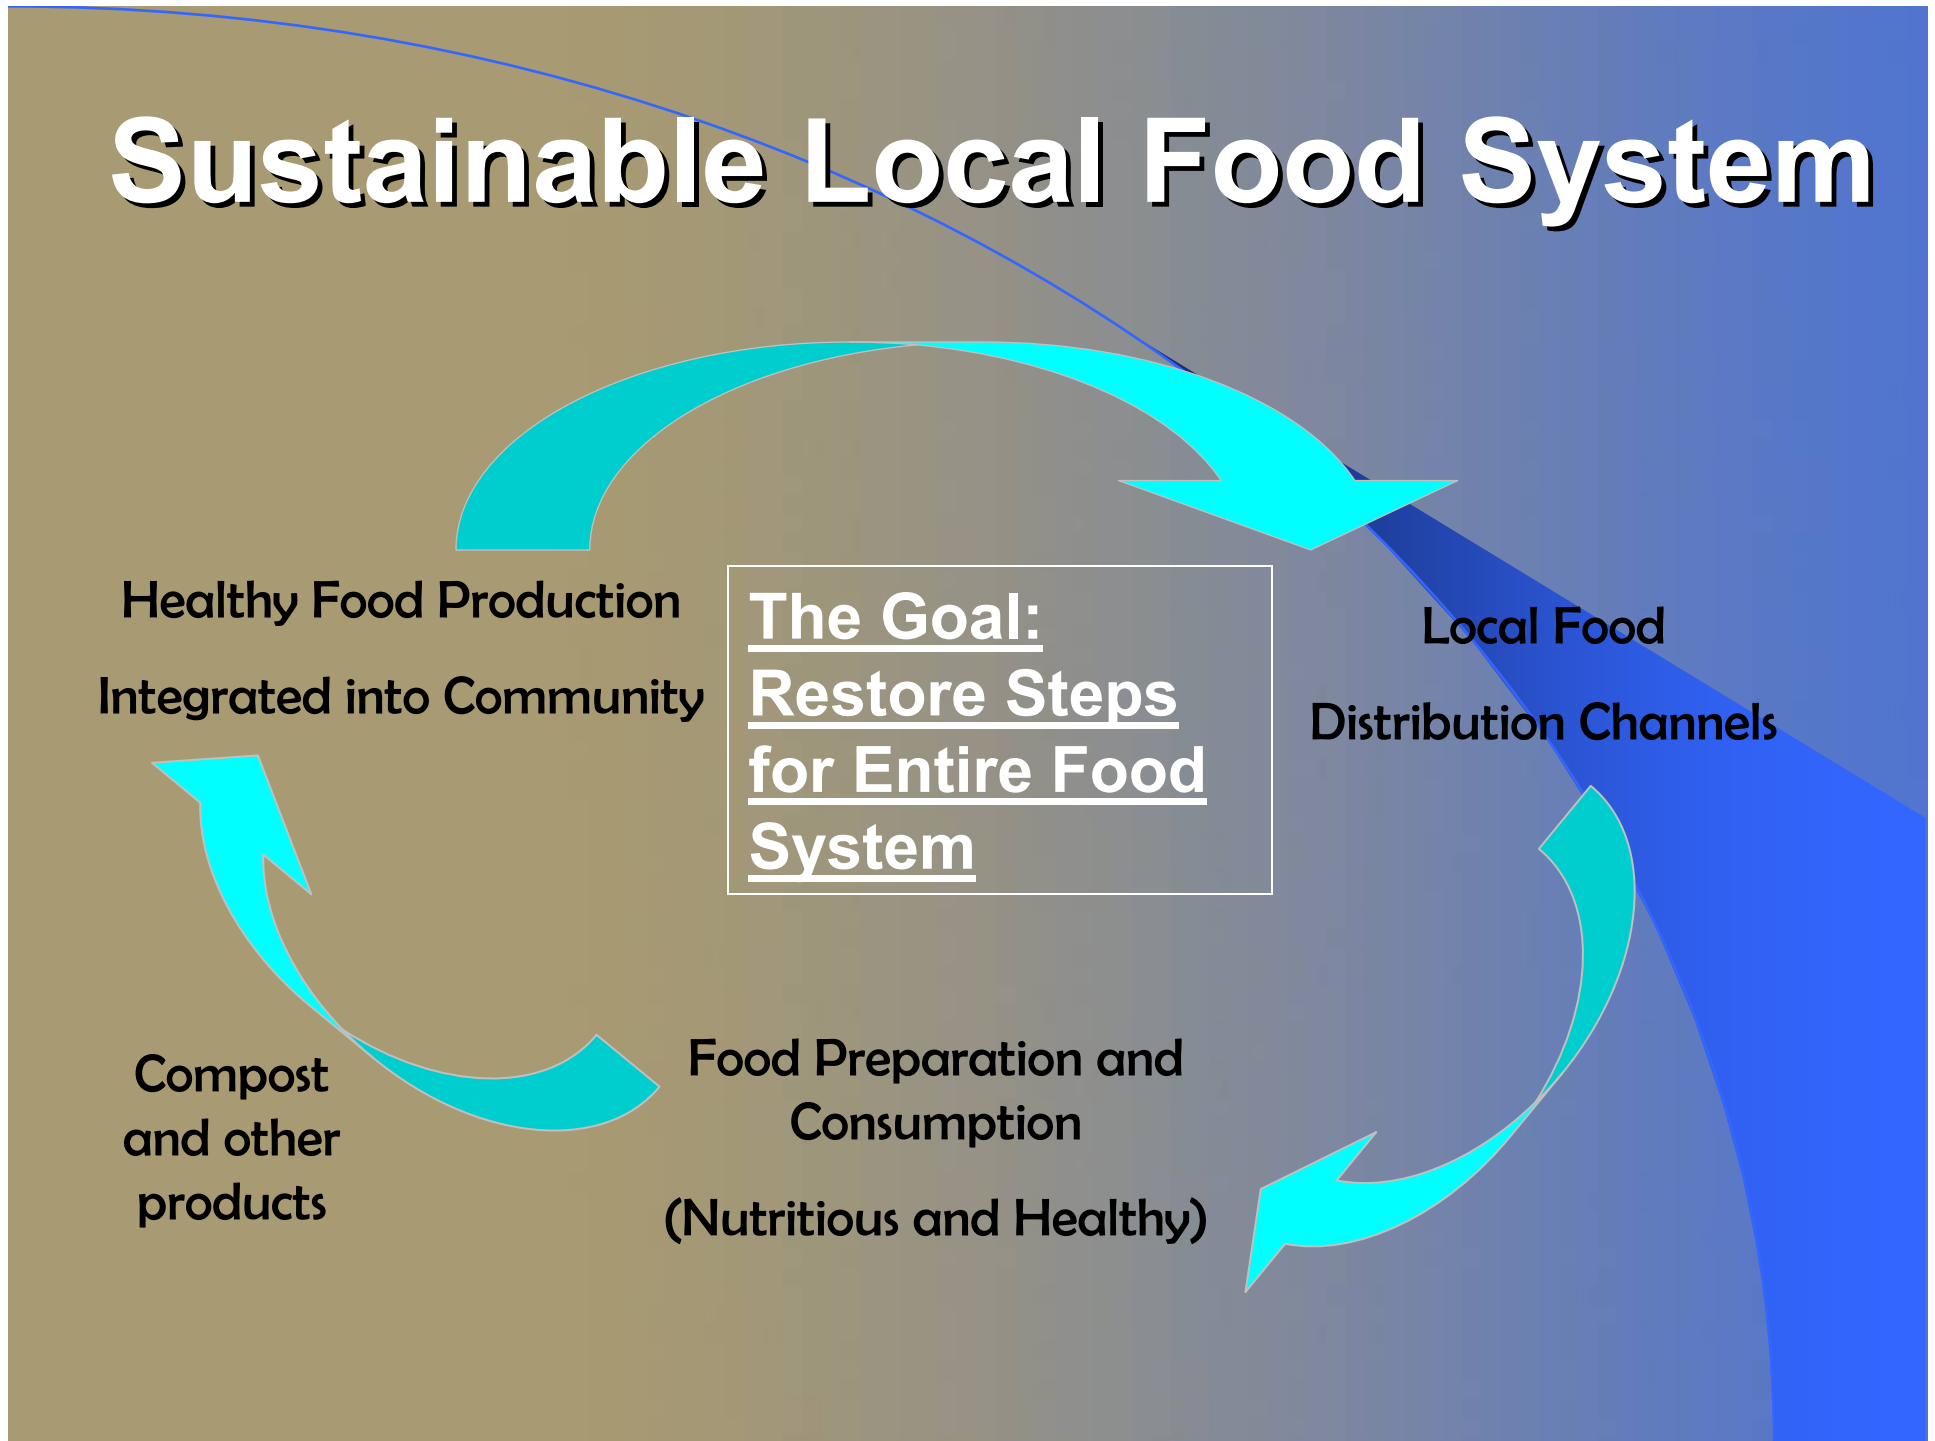 Sustainable Local Food System
Healthy Food Production
Integrated into Community
The Goal:
Restore Steps
for Entire Food
System
Local Food
Distribution Channels
Compost
and other
products
Food Preparation and
Consumption
(Nutritious and Healthy)